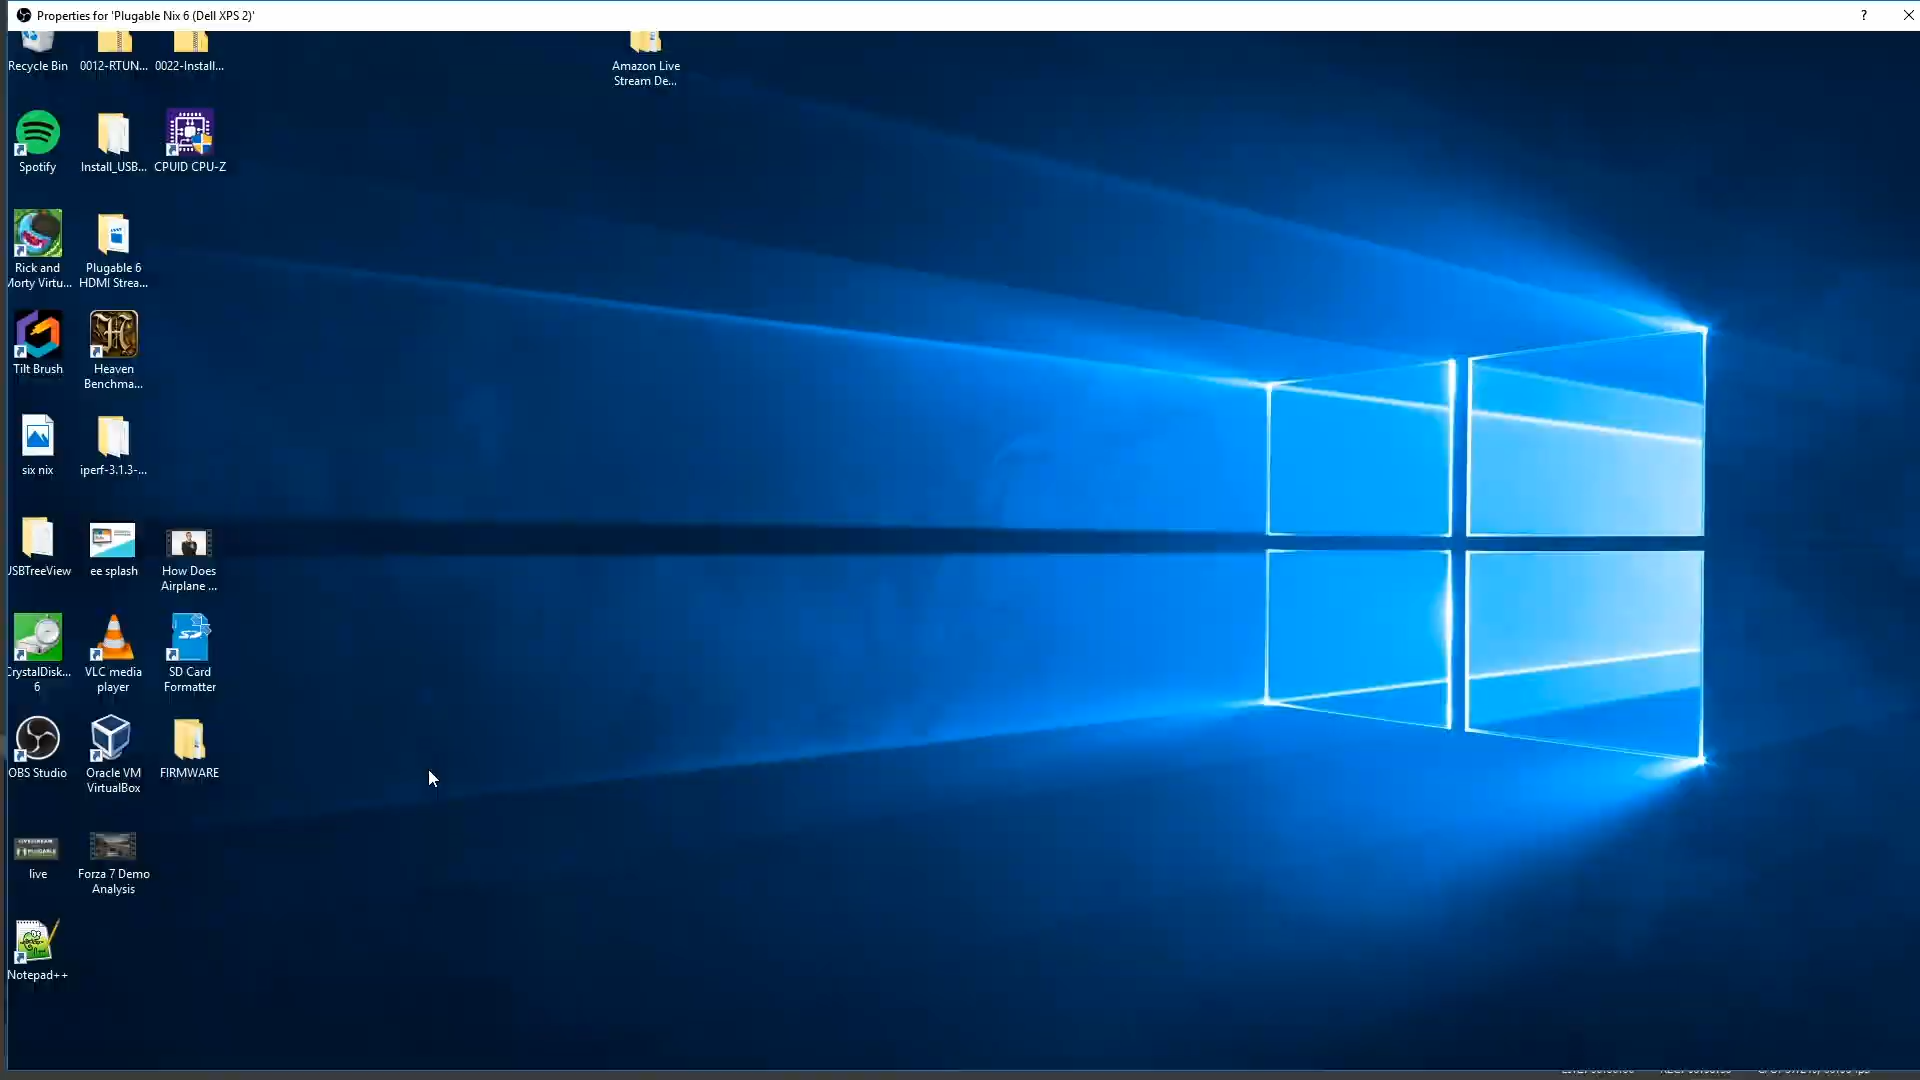 Properties for 'Plugable Nix 6 (Dell XPS 2)'
Recycle Bin
0012-RTUN...
0022-Install...
Amazon Live
Stream De...
Spotify
Install_USB...
CPUID CPU-Z
Rick and
Morty Virtu...
Plugable 6
HDMI Strea...
Tilt Brush
Heaven
Benchma...
six nix
iperf-3.1.3-...
USBTreeView
ee splash
How Does
Airplane ...
CrystalDisk...
6
VLC media
player
SD Card
Formatter
OBS Studio
Oracle VM
VirtualBox
FIRMWARE
live
Forza 7 Demo
Analysis
Notepad++